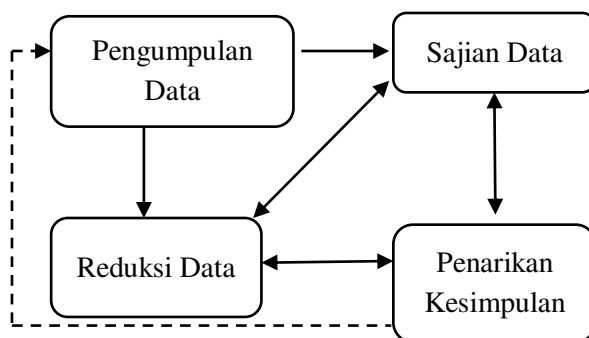 Pengumpulan
Data
Sajian Data
Reduksi Data
Penarikan
Kesimpulan